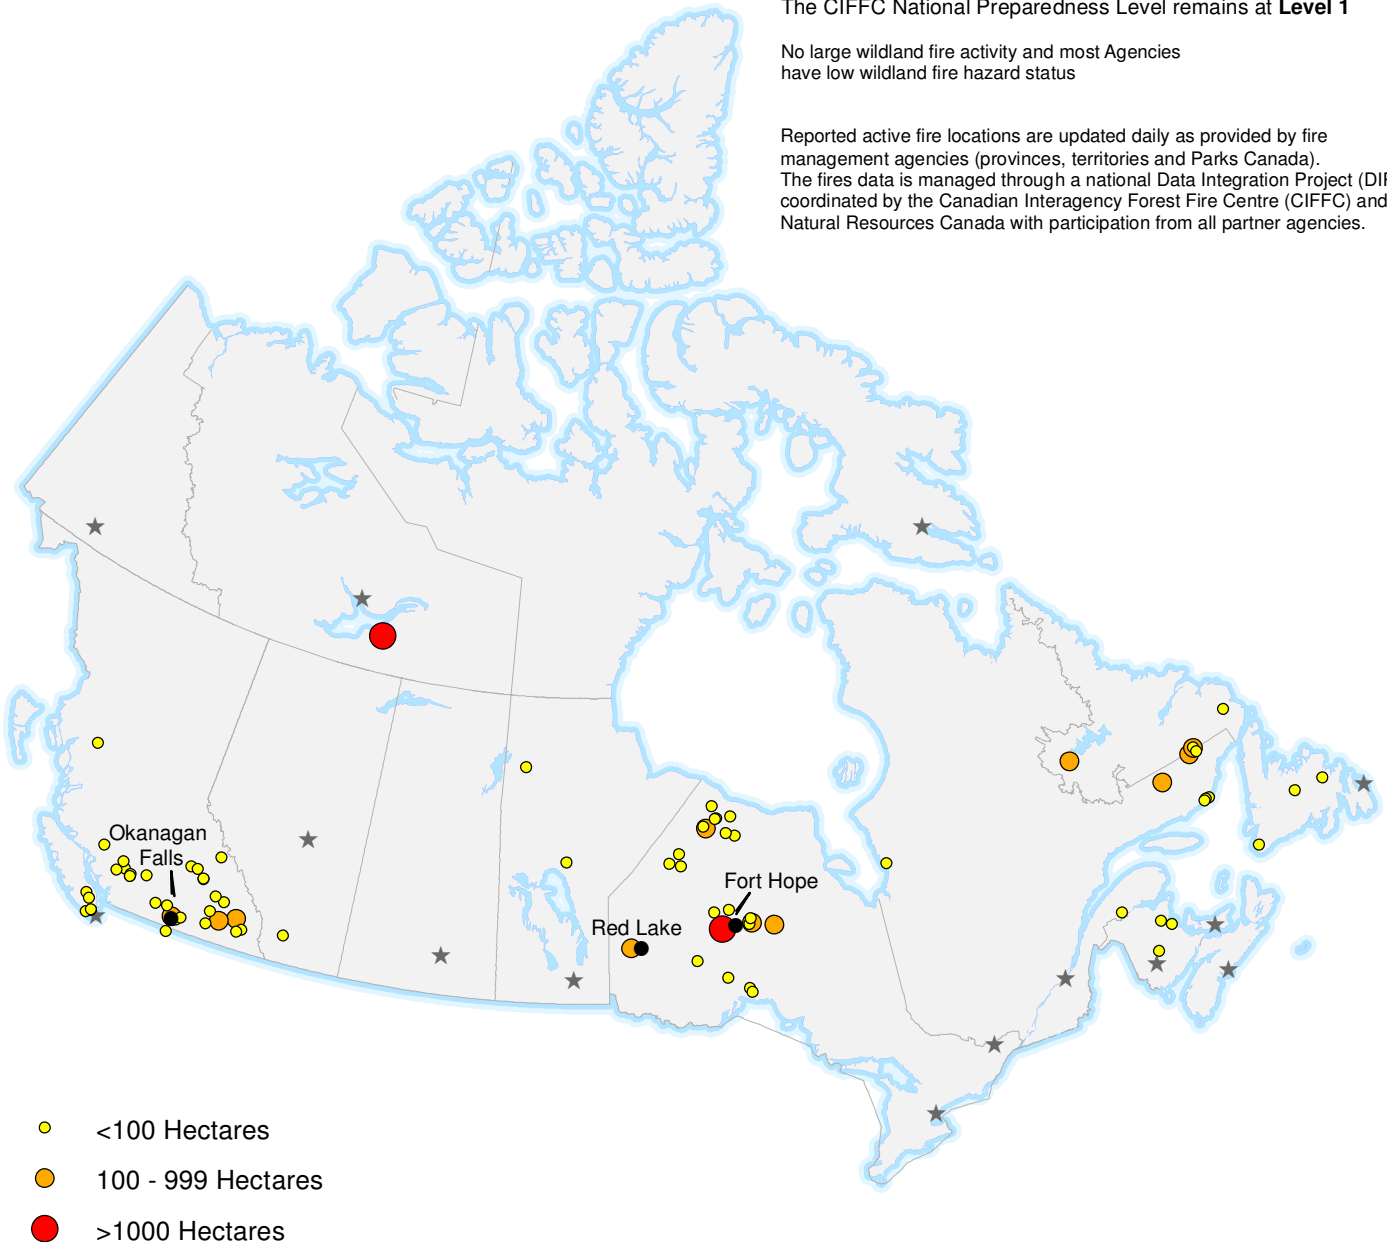 The CIFFC National Preparedness Level remains at Level 1
No large wildland fire activity and most Agencies
have low wildland fire hazard status
Reported active fire locations are updated daily as provided by fire
management agencies (provinces, territories and Parks Canada).
The fires data is managed through a national Data Integration Project (DIF
coordinated by the Canadian Interagency Forest Fire Centre (CIFFC) and
Natural Resources Canada with participation from all partner agencies.
Okanagan
Falls
Fort Hope
Red Lake
<100 Hectares
100 - 999 Hectares
>1000 Hectares